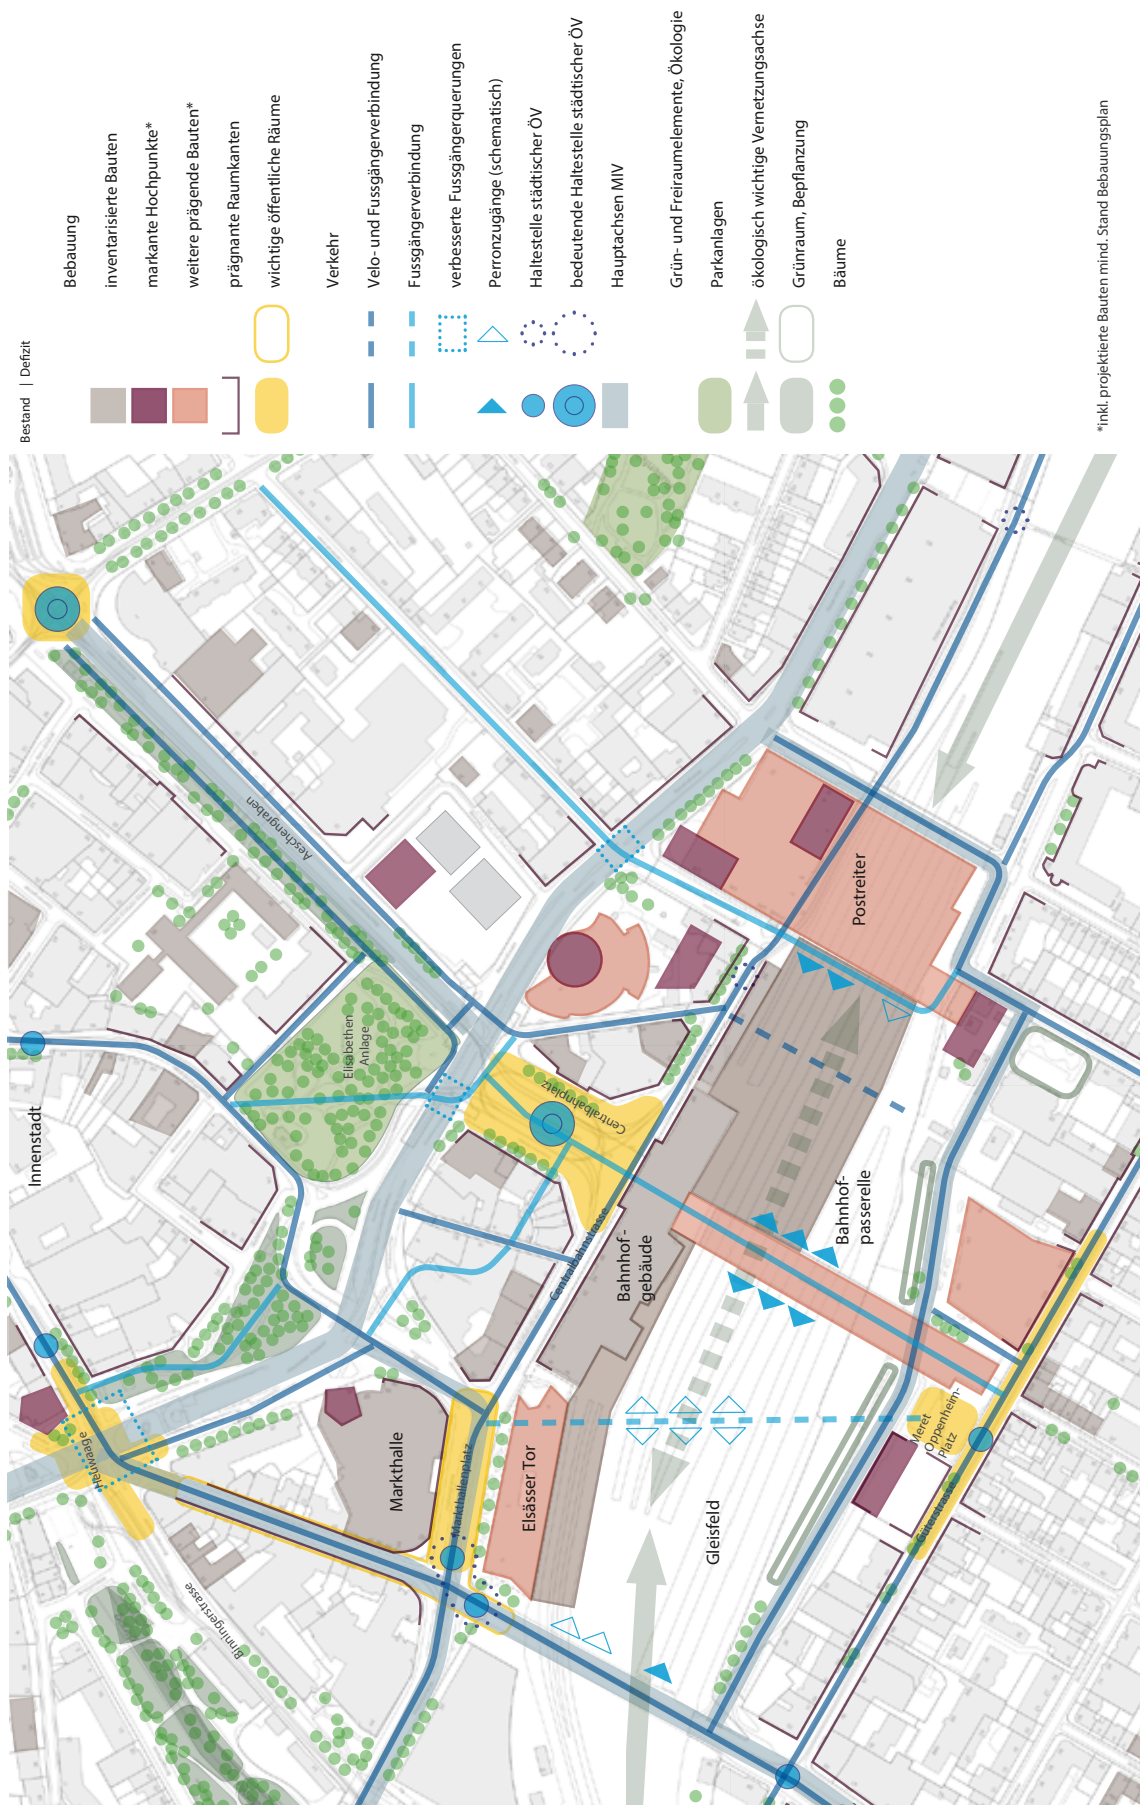 Bestand | Defizit
Bebauung
inventarisierte Bauten
markante Hochpunkte*
weitere prägende Bauten*
prägnante Raumkanten
wichtige öffentliche Räume
Verkehr
Velo- und Fussgängerverbindung
Fussgängerverbindung
verbessete Fussgängerquerungen
Perronzugänge (schematisch)
Haltestelle städtischer ÖV
bedeutende Haltestelle städtischer ÖV
Hauptachsen MIV
Grün- und Freiraumelemente, Ökologie
Parkanlagen
ökologisch wichtige Vernetzungsachse
Grünraum, Bepflanzung
Bäume
*inkl. projektierte Bauten mind. Stand Bebauungsplan
Innenstadt
Heuwaage
Binningerstrasse
Aeschengraben
Elisabethen
Anlage
Centralbahnplatz
Centralbahnstrasse
Markthalle
Markthallenplatz
Elsässer Tor
Bahnhof-
gebäude
Bahnhof-
passerelle
Postreiter
Gleisfeld
Meret
Oppenheim-
Platz
Güterstrasse